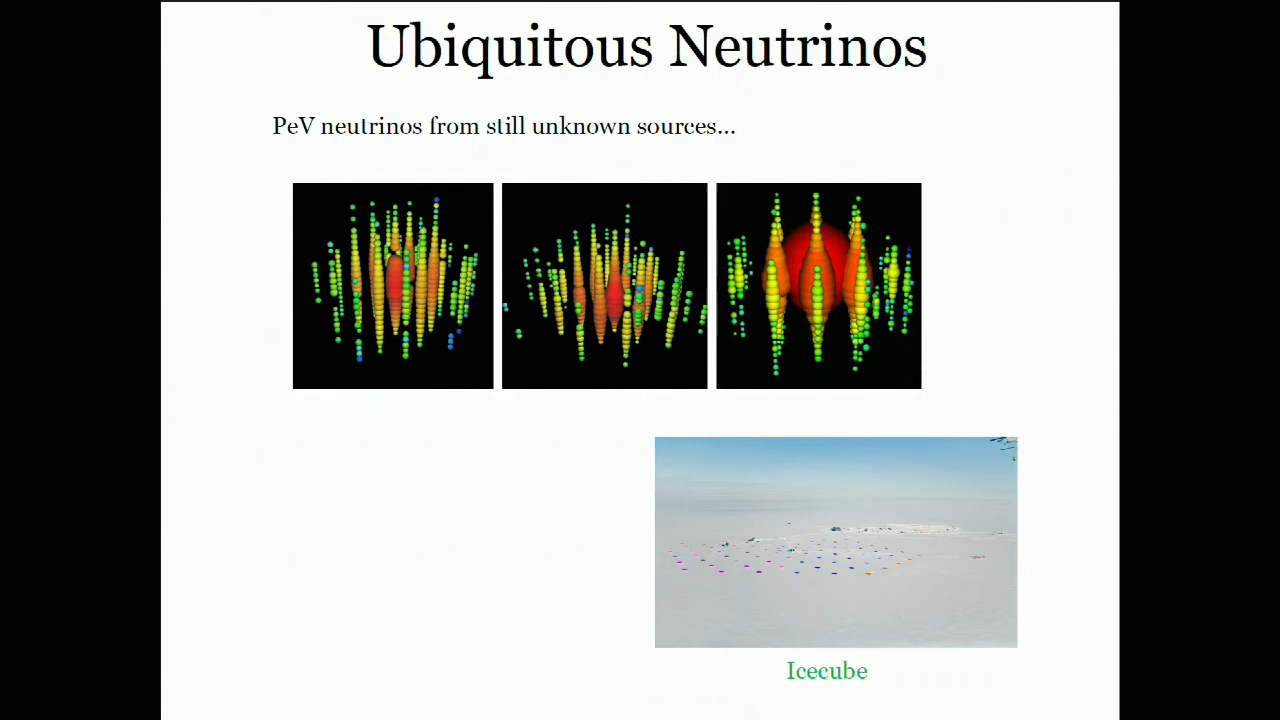 Ubiquitous Neutrinos
PeV neutrinos from still unknown sources...
Icecube